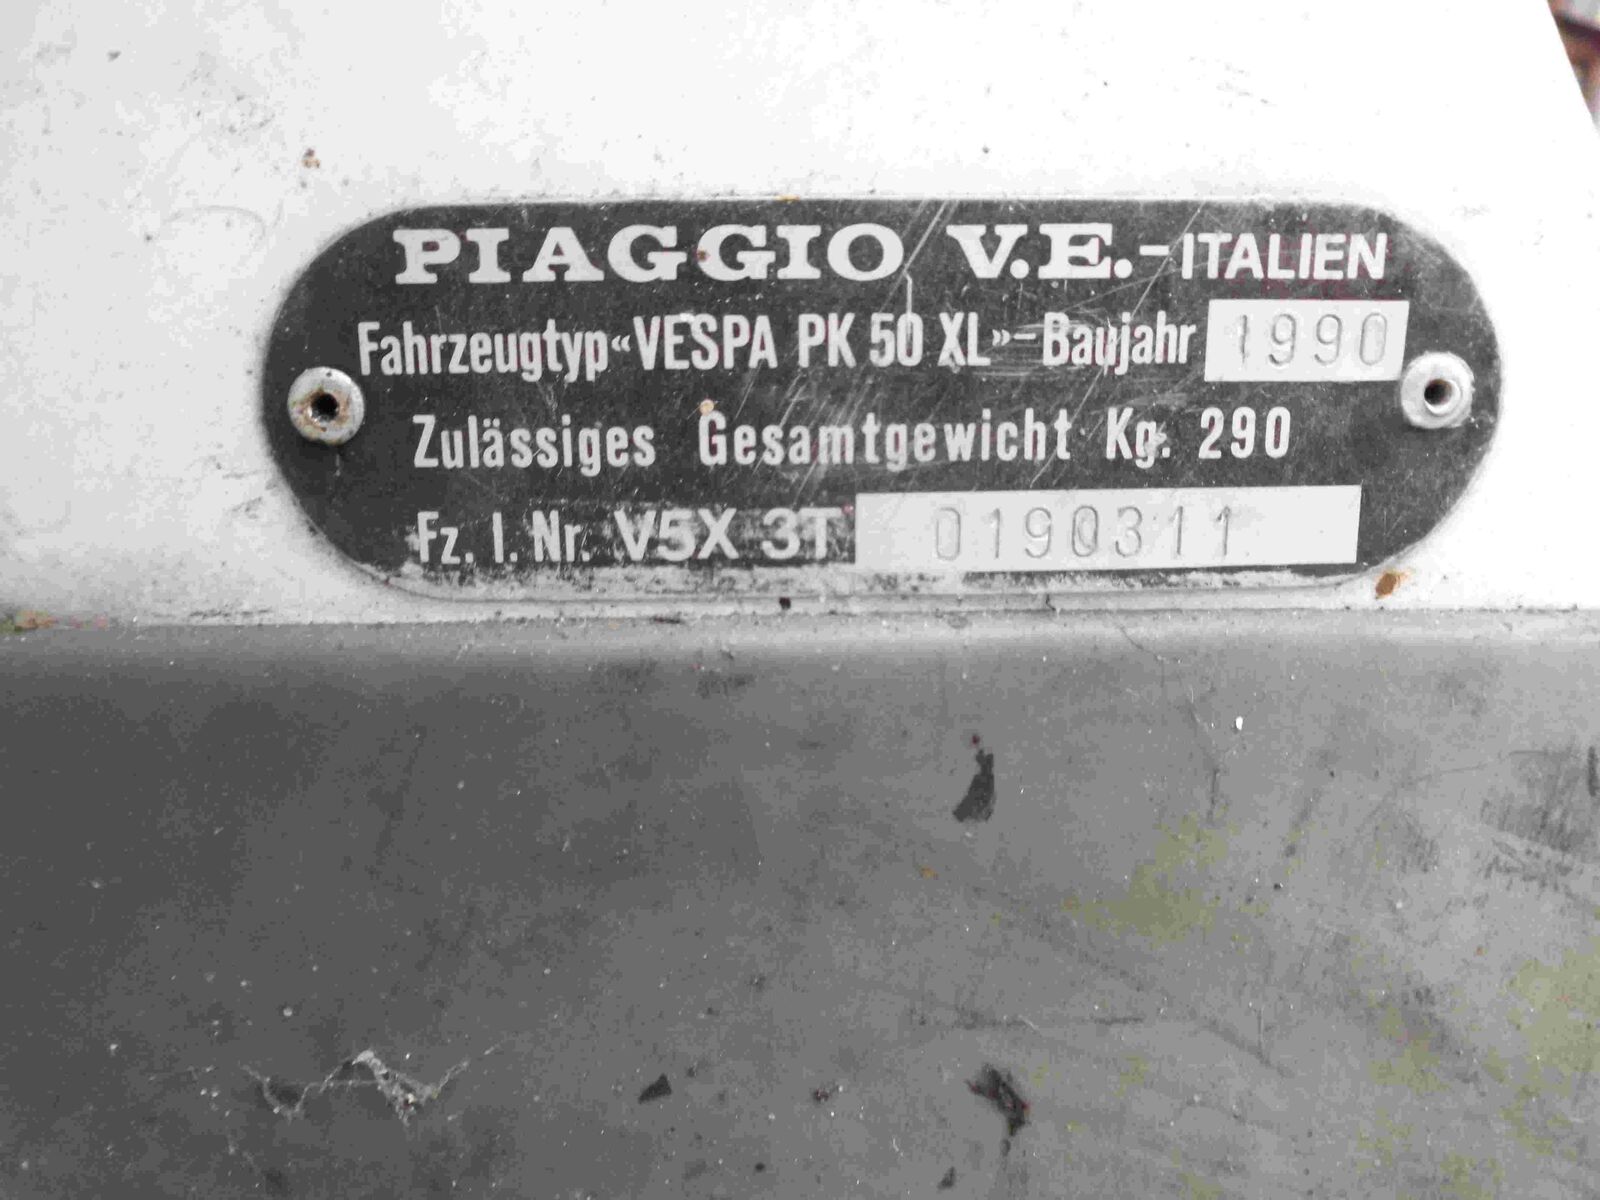 PIAGGIO V.E.-ITALIEN
Fahrzeugtyp «VESPA PK 50 XL»-Baujahr 1990
Zulässiges Gesamtgewicht Kg. 290
Fz. I. Nr. V5X 3T 0190311